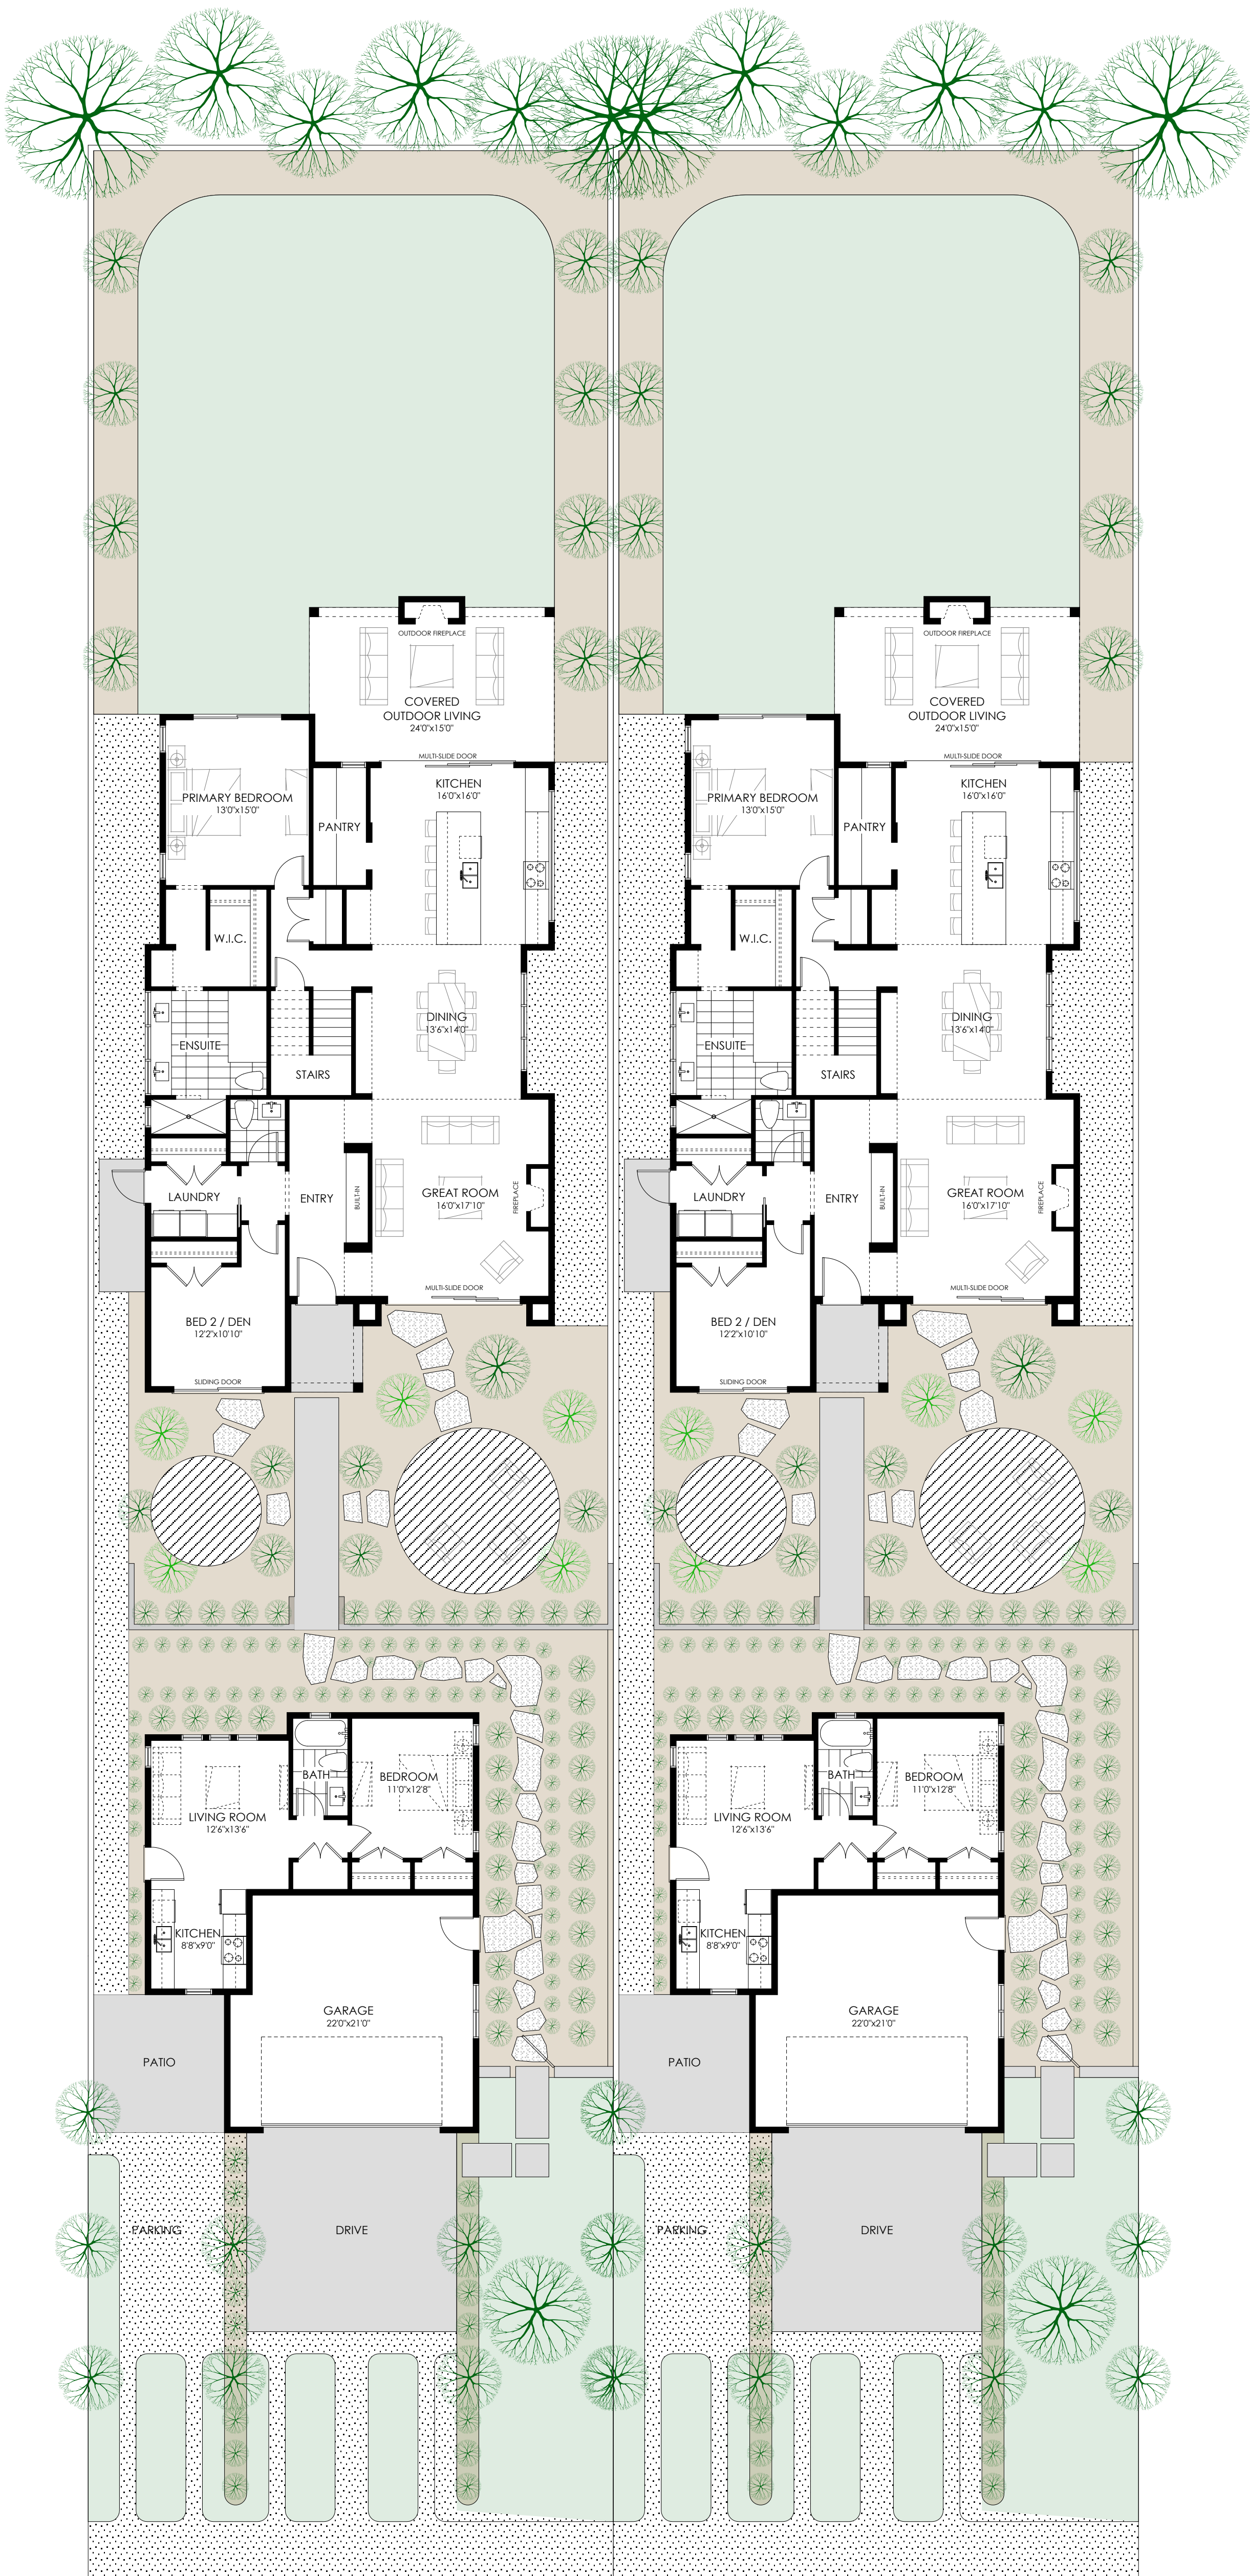 OUTDOOR FIREPLACE
COVERED
OUTDOOR LIVING
24'0"x15'0"
MULTI-SLIDE DOOR
KITCHEN
16'0"x16'0"
PRIMARY BEDROOM
13'0"x15'0"
PANTRY
W.I.C.
DINING
13'6"x14'0"
ENSUITE
STAIRS
LAUNDRY
ENTRY
BUILT-IN
GREAT ROOM
16'0"x17'10"
FIREPLACE
MULTI-SLIDE DOOR
BED 2 / DEN
12'2"x10'10"
SLIDING DOOR
BATH
BEDROOM
11'0"x12'8"
LIVING ROOM
12'6"x13'6"
KITCHEN
8'8"x9'0"
GARAGE
22'0"x21'0"
PATIO
PARKING
DRIVE
OUTDOOR FIREPLACE
COVERED
OUTDOOR LIVING
24'0"x15'0"
MULTI-SLIDE DOOR
KITCHEN
16'0"x16'0"
PRIMARY BEDROOM
13'0"x15'0"
PANTRY
W.I.C.
DINING
13'6"x14'0"
ENSUITE
STAIRS
LAUNDRY
ENTRY
BUILT-IN
GREAT ROOM
16'0"x17'10"
FIREPLACE
MULTI-SLIDE DOOR
BED 2 / DEN
12'2"x10'10"
SLIDING DOOR
BATH
BEDROOM
11'0"x12'8"
LIVING ROOM
12'6"x13'6"
KITCHEN
8'8"x9'0"
GARAGE
22'0"x21'0"
PATIO
PARKING
DRIVE